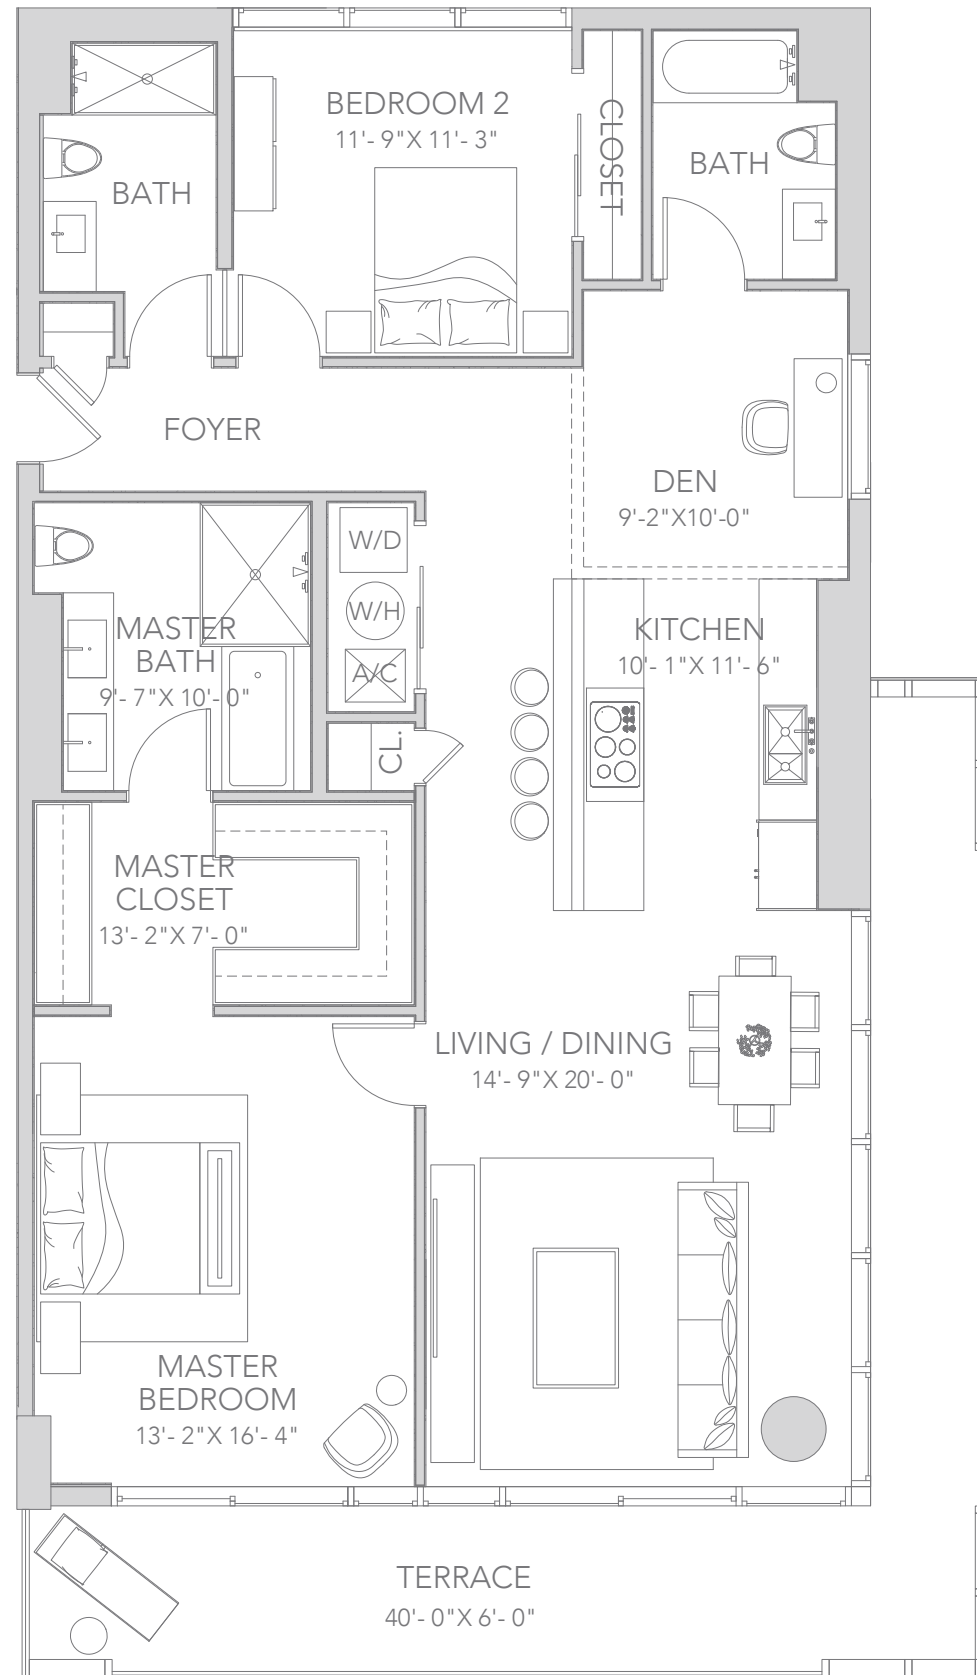 BEDROOM 2
11'- 9"X 11'- 3"
CLOSET
BATH
BATH
FOYER
DEN
9'-2"X10'-0"
W/D
W/H
A/C
CL.
MASTER
BATH
9'- 7"X 10'- 0"
KITCHEN
10'- 1"X 11'- 6"
MASTER
CLOSET
13'- 2"X 7'- 0"
LIVING / DINING
14'- 9"X 20'- 0"
MASTER
BEDROOM
13'- 2"X 16'- 4"
TERRACE
40'- 0"X 6'- 0"